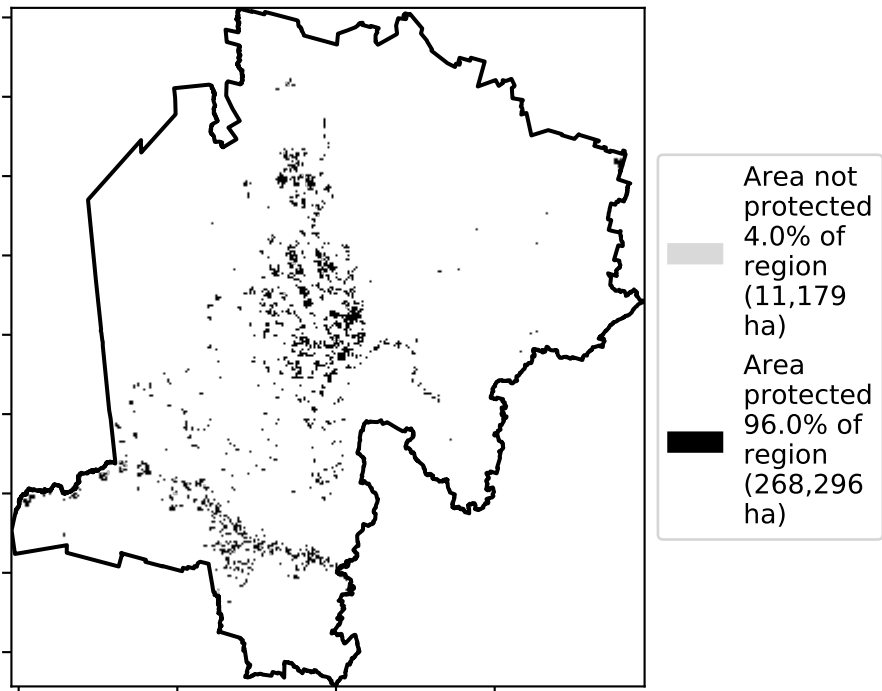 Area not
protected
4.0% of
region
(11,179
ha)
Area
protected
96.0% of
region
(268,296
ha)